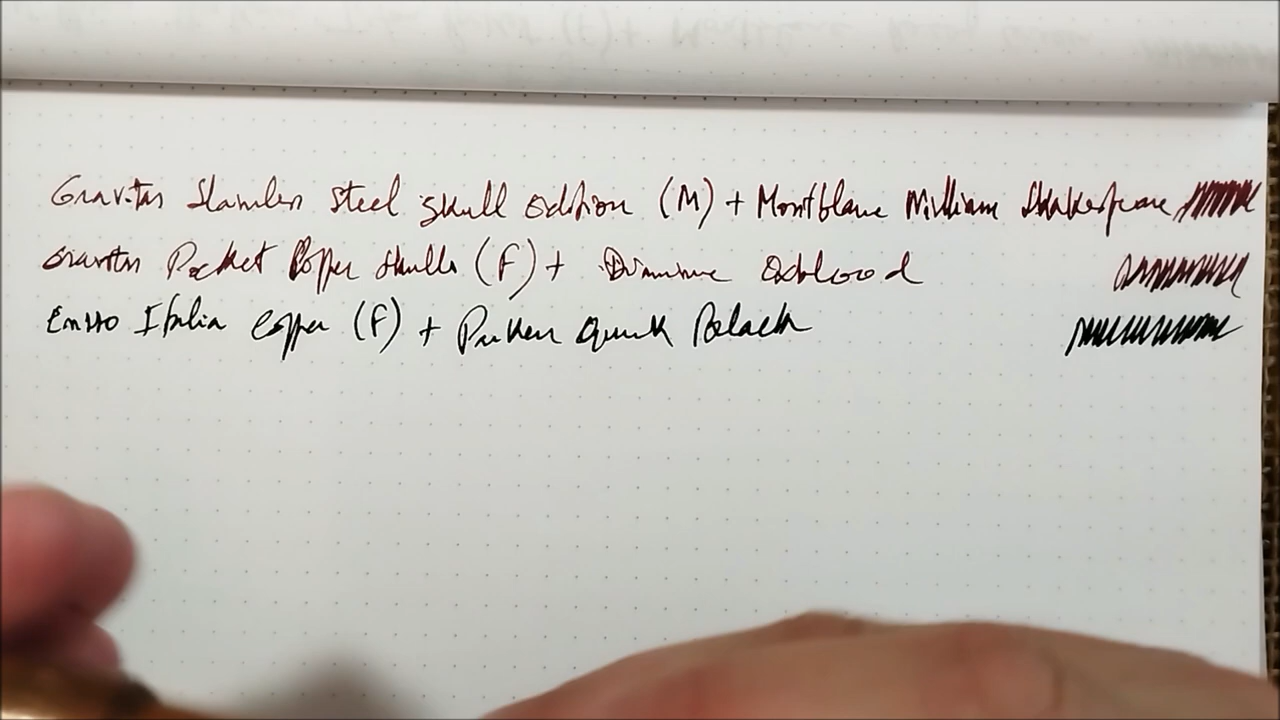 Gravitas Stainless Steel Skull Edition (M) + Montblanc William Shakespeare
Gravitas Pocket Copper Skulls (F) + Diamine Oxblood
Ensso Italia Copper (F) + Parker Quink Black